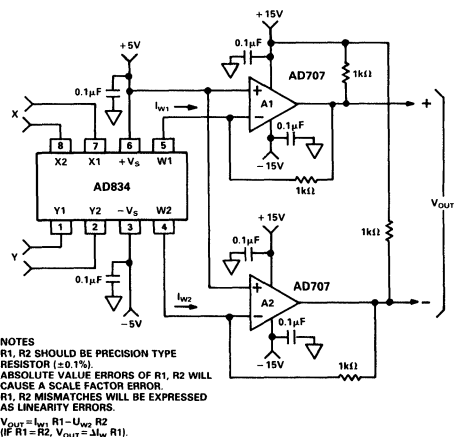 +15V
+5V
0.1µF
AD707
0.1µF
1kΩ
+
+
A1
X
I_W1
−
0.1µF
8 7 6 5
X2 X1 +V_S W1
−15V
1kΩ
AD834
V_OUT
Y1 Y2 −V_S W2
1 2 3 4
+15V
1kΩ
Y
0.1µF
AD707
0.1µF
+
−
I_W2
A2
−
0.1µF
−5V
−15V
1kΩ
NOTES
R1, R2 SHOULD BE PRECISION TYPE
RESISTOR (±0.1%).
ABSOLUTE VALUE ERRORS OF R1, R2 WILL
CAUSE A SCALE FACTOR ERROR.
R1, R2 MISMATCHES WILL BE EXPRESSED
AS LINEARITY ERRORS.
V_OUT = I_W1 R1 − U_W2 R2
(IF R1 = R2, V_OUT = ΔI_W R1).